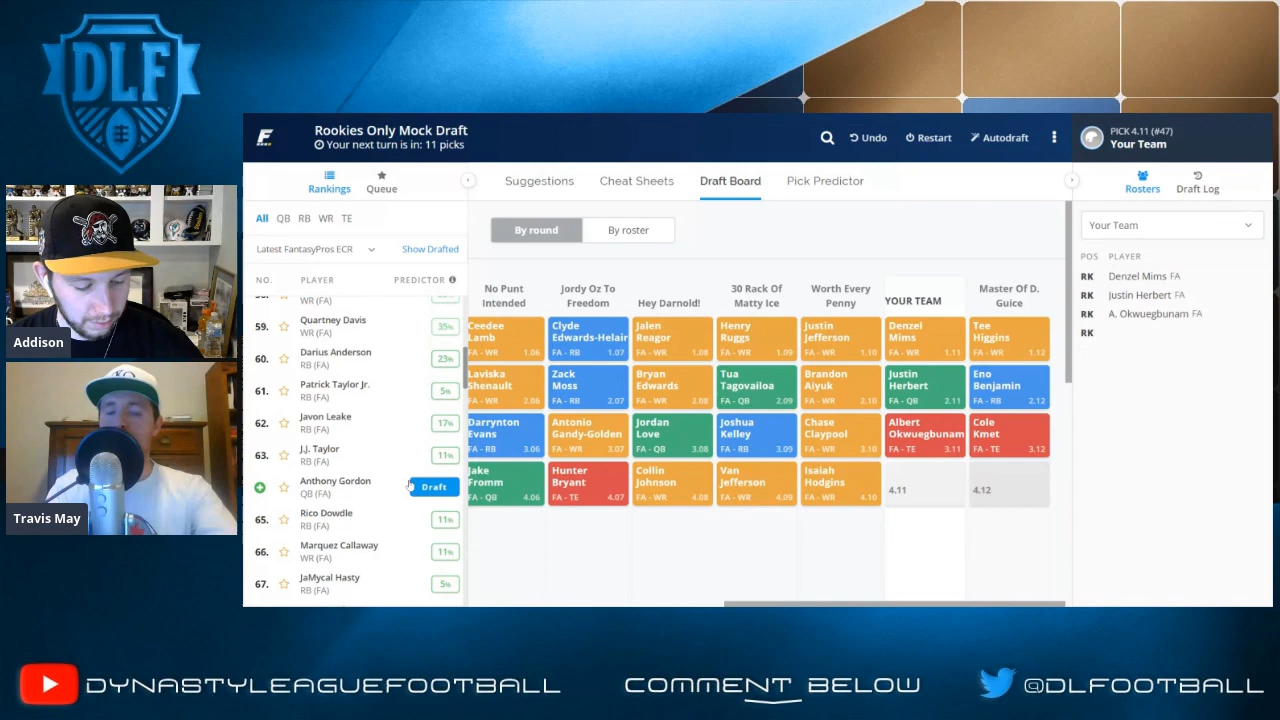 DLF
Addison
Travis May
Rookies Only Mock Draft
Your next turn is in: 11 picks
Undo
Restart
Autodraft
PICK 4.11 (#47)
Your Team
Rankings
Queue
Suggestions
Cheat Sheets
Draft Board
Pick Predictor
Rosters
Draft Log
All QB RB WR TE
Latest FantasyPros ECR
Show Drafted
NO. PLAYER PREDICTOR
WR (FA)
59. Quartney Davis 35%
WR (FA)
60. Darius Anderson 23%
RB (FA)
61. Patrick Taylor Jr. 5%
RB (FA)
62. Javon Leake 17%
RB (FA)
63. J.J. Taylor 11%
RB (FA)
Anthony Gordon Draft
QB (FA)
65. Rico Dowdle 11%
RB (FA)
66. Marquez Callaway 11%
WR (FA)
67. JaMycal Hasty 5%
RB (FA)
By round
By roster
No Punt Intended
Jordy Oz To Freedom
Hey Darnold!
30 Rack Of Matty Ice
Worth Every Penny
YOUR TEAM
Master Of D. Guice
Ceedee Lamb
FA - WR 1.06
Clyde Edwards-Helair
FA - RB 1.07
Jalen Reagor
FA - WR 1.08
Henry Ruggs
FA - WR 1.09
Justin Jefferson
FA - WR 1.10
Denzel Mims
FA - WR 1.11
Tee Higgins
FA - WR 1.12
Laviska Shenault
FA - WR 2.06
Zack Moss
FA - RB 2.07
Bryan Edwards
FA - WR 2.08
Tua Tagovailoa
FA - QB 2.09
Brandon Aiyuk
FA - WR 2.10
Justin Herbert
FA - QB 2.11
Eno Benjamin
FA - RB 2.12
Darrynton Evans
FA - RB 3.06
Antonio Gandy-Golden
FA - WR 3.07
Jordan Love
FA - QB 3.08
Joshua Kelley
FA - RB 3.09
Chase Claypool
FA - WR 3.10
Albert Okwuegbunam
FA - TE 3.11
Cole Kmet
FA - TE 3.12
Jake Fromm
FA - QB 4.06
Hunter Bryant
FA - TE 4.07
Collin Johnson
FA - WR 4.08
Van Jefferson
FA - WR 4.09
Isaiah Hodgins
FA - WR 4.10
4.11
4.12
Your Team
POS PLAYER
RK Denzel Mims FA
RK Justin Herbert FA
RK A. Okwuegbunam FA
RK
DYNASTYLEAGUEFOOTBALL
COMMENT BELOW
@DLFOOTBALL